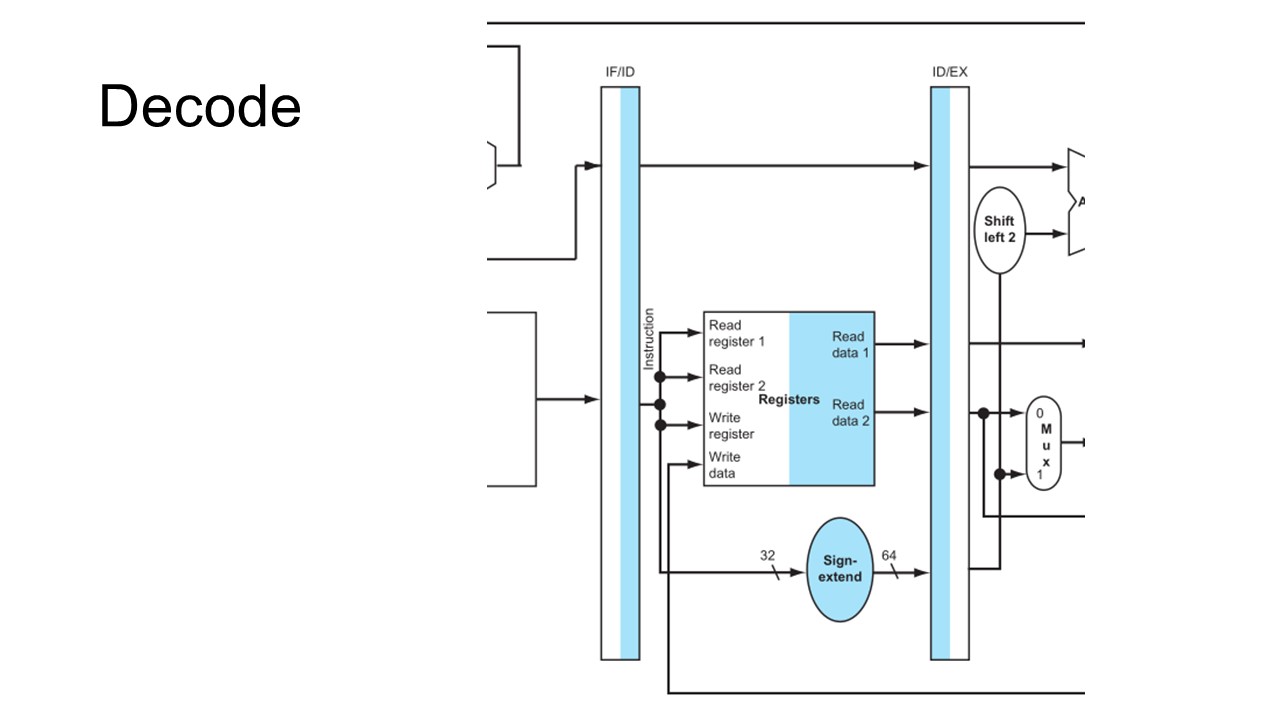 Decode
IF/ID
ID/EX
Shift
left 2
A
Instruction
Read
register 1
Read
register 2
Write
register
Write
data
Registers
Read
data 1
Read
data 2
0
M
u
x
1
32
Sign-
extend
64